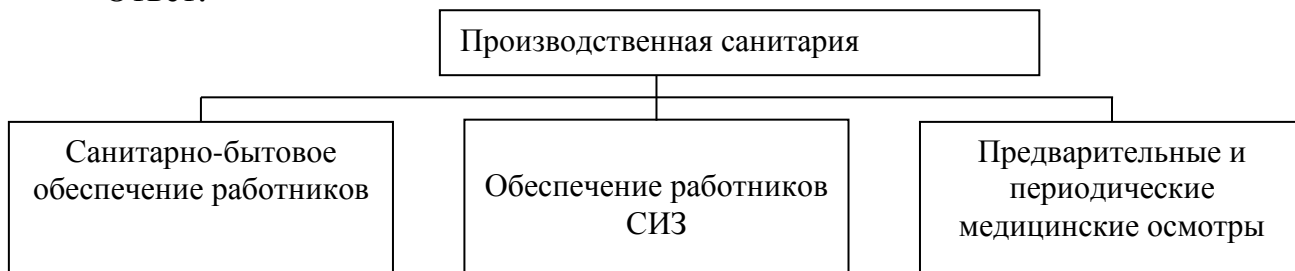 Производственная санитария
Санитарно-бытовое
обеспечение работников
Обеспечение работников
СИЗ
Предварительные и
периодические
медицинские осмотры